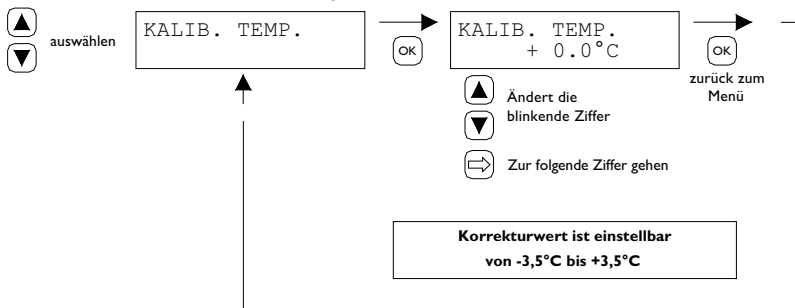 auswählen
KALIB. TEMP.
OK
KALIB. TEMP.
+ 0.0°C
OK
zurück zum
Menü
Ändert die
blinkende Ziffer
Zur folgende Ziffer gehen
Korrekturwert ist einstellbar
von -3,5°C bis +3,5°C